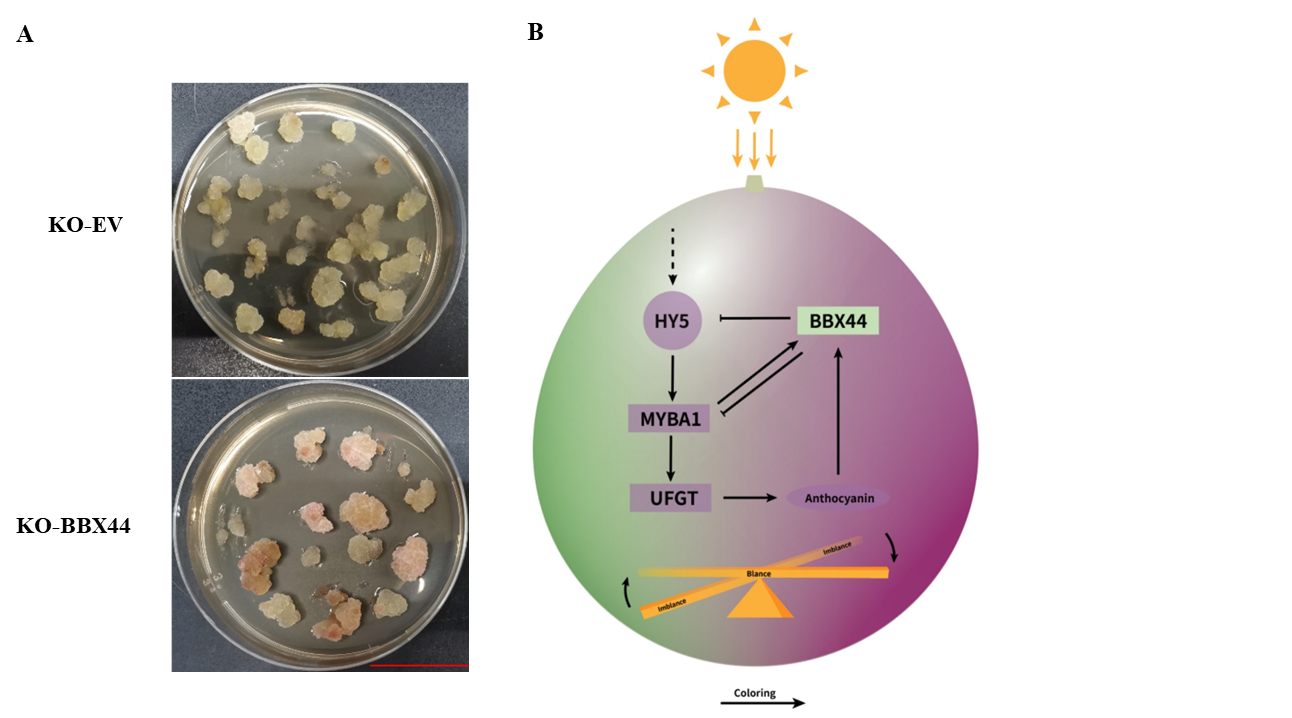 A
KO-EV
KO-BBX44
B
HY5
BBX44
MYBA1
UFGT
Anthocyanin
Imblance
Blance
Imblance
Coloring